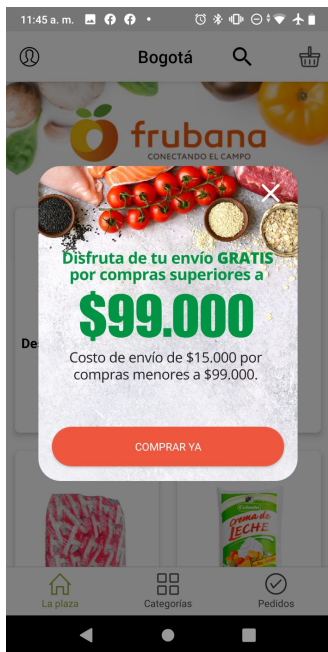 11:45 a. m.
Bogotá
frubana
CONECTANDO EL CAMPO
Disfruta de tu envío GRATIS
por compras superiores a
$99.000
Costo de envío de $15.000 por
compras menores a $99.000.
COMPRAR YA
Crema de
LECHE
La plaza
Categorías
Pedidos